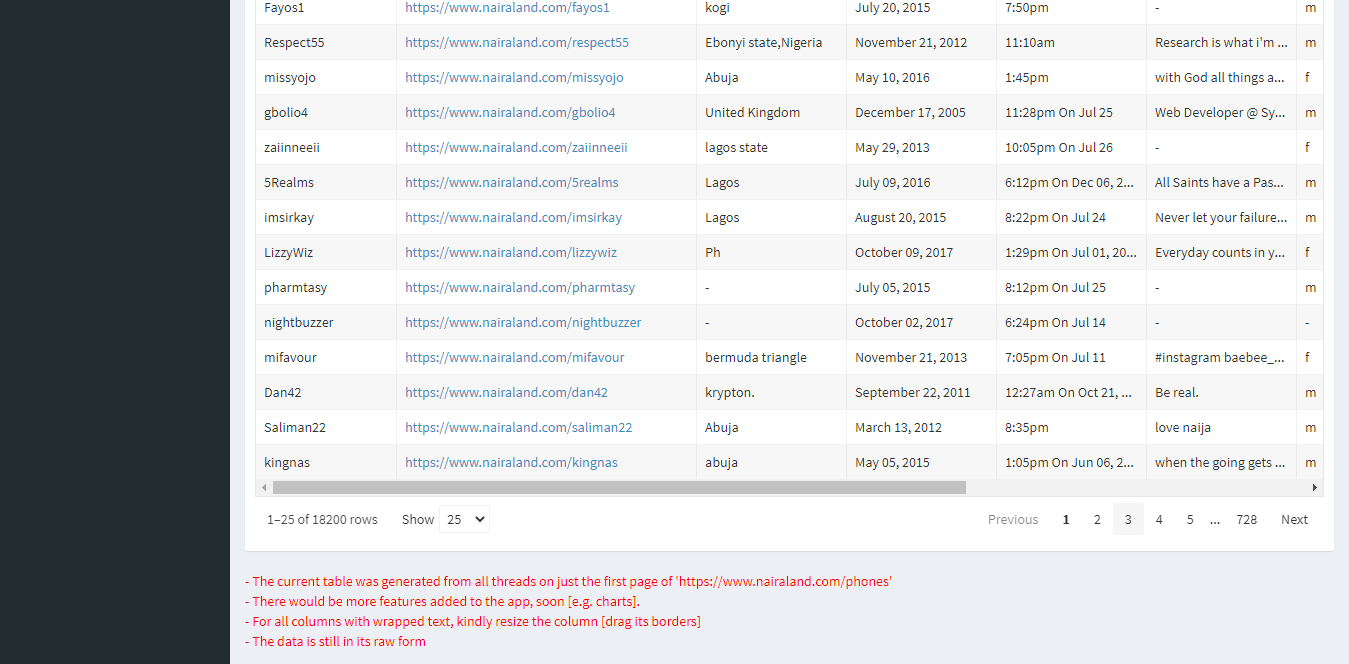 Fayos1 https://www.nairaland.com/fayos1 kogi July 20, 2015 7:50pm - m
Respect55 https://www.nairaland.com/respect55 Ebonyi state,Nigeria November 21, 2012 11:10am Research is what i'm ... m
missyojo https://www.nairaland.com/missyojo Abuja May 10, 2016 1:45pm with God all things a... f
gbolio4 https://www.nairaland.com/gbolio4 United Kingdom December 17, 2005 11:28pm On Jul 25 Web Developer @ Sy... m
zaiinneeii https://www.nairaland.com/zaiinneeii lagos state May 29, 2013 10:05pm On Jul 26 - f
5Realms https://www.nairaland.com/5realms Lagos July 09, 2016 6:12pm On Dec 06, 2... All Saints have a Pas... m
imsirkay https://www.nairaland.com/imsirkay Lagos August 20, 2015 8:22pm On Jul 24 Never let your failure... m
LizzyWiz https://www.nairaland.com/lizzywiz Ph October 09, 2017 1:29pm On Jul 01, 20... Everyday counts in y... f
pharmtasy https://www.nairaland.com/pharmtasy - July 05, 2015 8:12pm On Jul 25 - m
nightbuzzer https://www.nairaland.com/nightbuzzer - October 02, 2017 6:24pm On Jul 14 - -
mifavour https://www.nairaland.com/mifavour bermuda triangle November 21, 2013 7:05pm On Jul 11 #instagram baebee_... f
Dan42 https://www.nairaland.com/dan42 krypton. September 22, 2011 12:27am On Oct 21, ... Be real. m
Saliman22 https://www.nairaland.com/saliman22 Abuja March 13, 2012 8:35pm love naija m
kingnas https://www.nairaland.com/kingnas abuja May 05, 2015 1:05pm On Jun 06, 2... when the going gets ... m
1–25 of 18200 rows Show 25 Previous 1 2 3 4 5 ... 728 Next
- The current table was generated from all threads on just the first page of 'https://www.nairaland.com/phones'
- There would be more features added to the app, soon [e.g. charts].
- For all columns with wrapped text, kindly resize the column [drag its borders]
- The data is still in its raw form